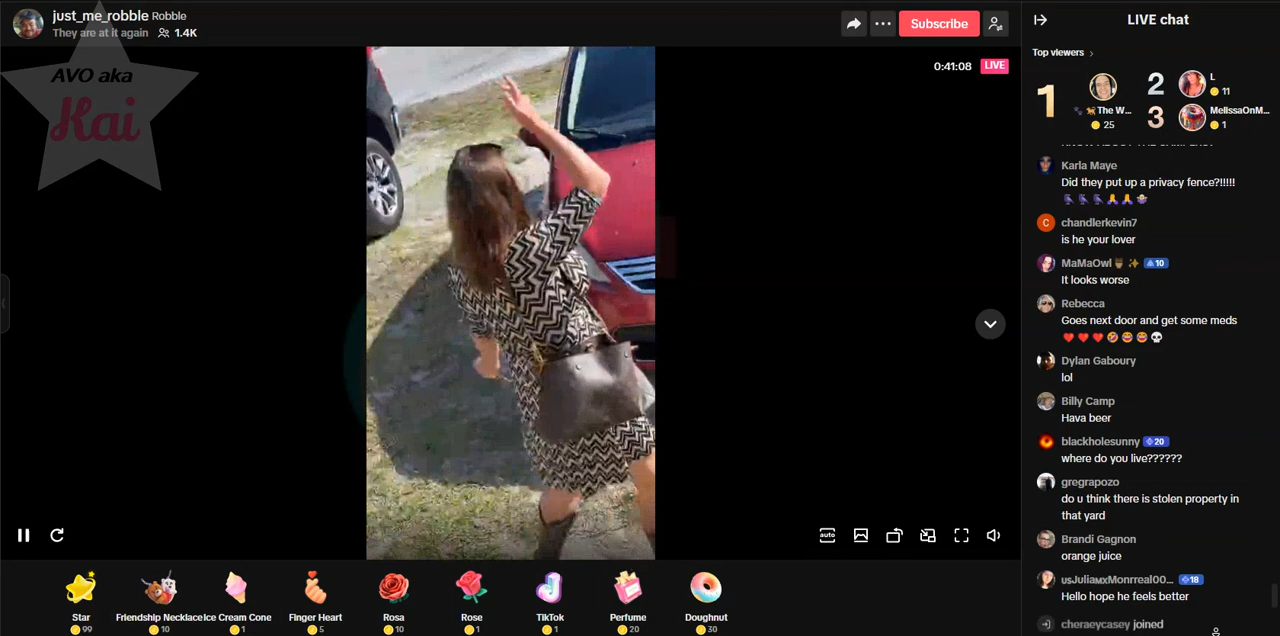 just_me_robble Robble
They are at it again 1.4K
Subscribe
AVO aka
Kai
0:41:08 LIVE
auto
Star
99
Friendship Necklace
10
Ice Cream Cone
1
Finger Heart
5
Rosa
10
Rose
1
TikTok
1
Perfume
20
Doughnut
30
LIVE chat
Top viewers
1
The W...
25
2
L
11
3
MelissaOnM...
1
Karla Maye
Did they put up a privacy fence?!!!!!
chandlerkevin7
is he your lover
MaMaOwl 10
It looks worse
Rebecca
Goes next door and get some meds
Dylan Gaboury
lol
Billy Camp
Hava beer
blackholesunny 20
where do you live??????
gregrapozo
do u think there is stolen property in
that yard
Brandi Gagnon
orange juice
usJuliaᴍxMonrreal00... 18
Hello hope he feels better
cheraeycasey joined